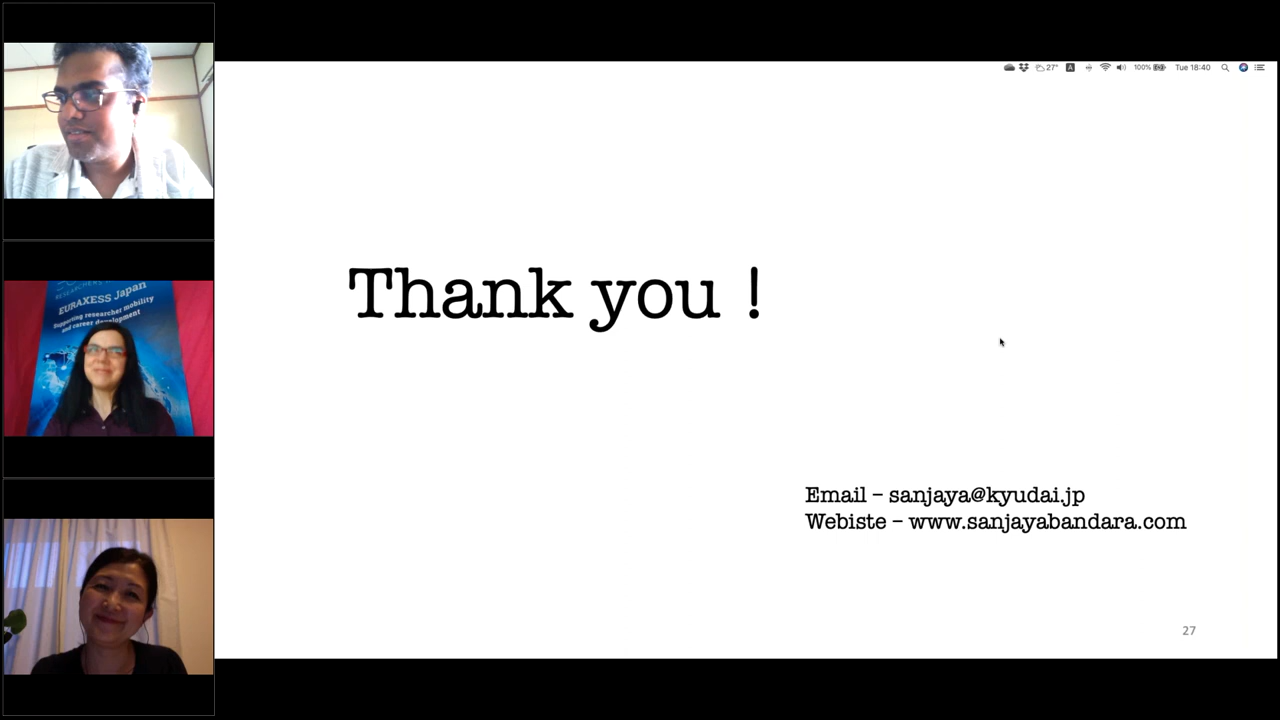 27° A 100% Tue 18:40
EURAXESS Japan
Supporting researcher mobility
and career development
Thank you !
Email – sanjaya@kyudai.jp
Webiste – www.sanjayabandara.com
27